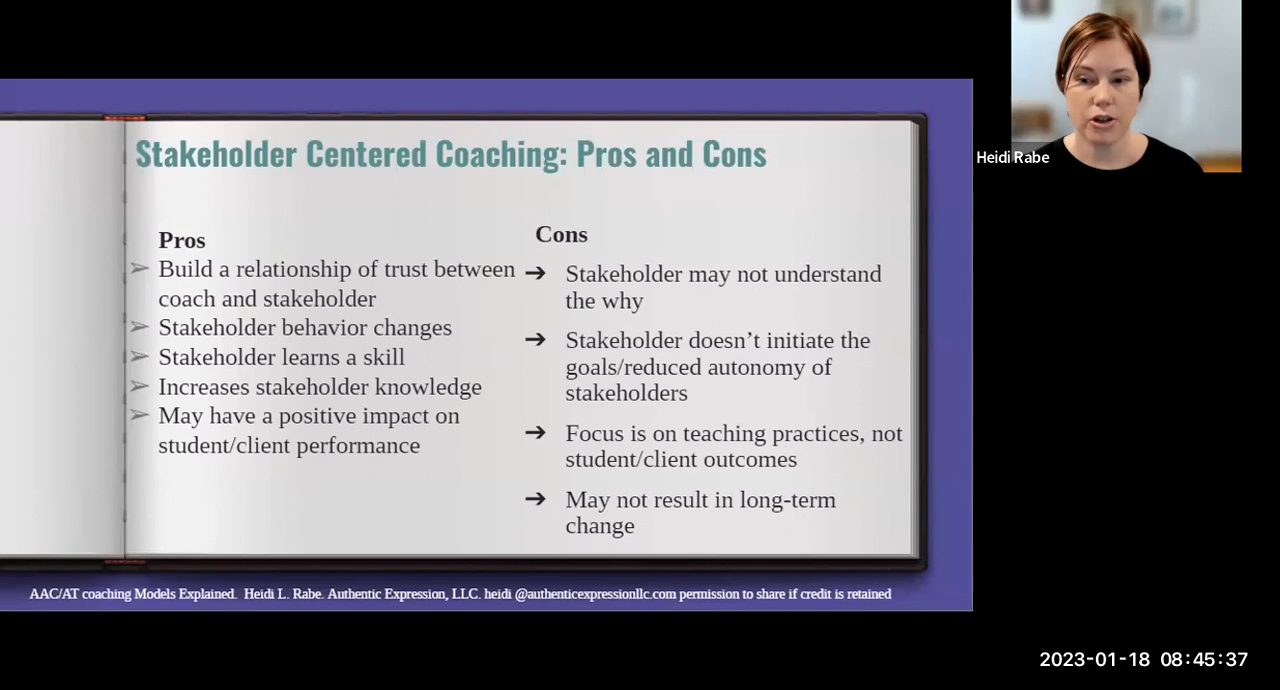 Stakeholder Centered Coaching: Pros and Cons
Pros
➢ Build a relationship of trust between
coach and stakeholder
➢ Stakeholder behavior changes
➢ Stakeholder learns a skill
➢ Increases stakeholder knowledge
➢ May have a positive impact on
student/client performance
Cons
➔ Stakeholder may not understand
the why
➔ Stakeholder doesn’t initiate the
goals/reduced autonomy of
stakeholders
➔ Focus is on teaching practices, not
student/client outcomes
➔ May not result in long-term
change
AAC/AT coaching Models Explained. Heidi L. Rabe. Authentic Expression, LLC. heidi @authenticexpressionllc.com permission to share if credit is retained
Heidi Rabe
2023-01-18 08:45:37